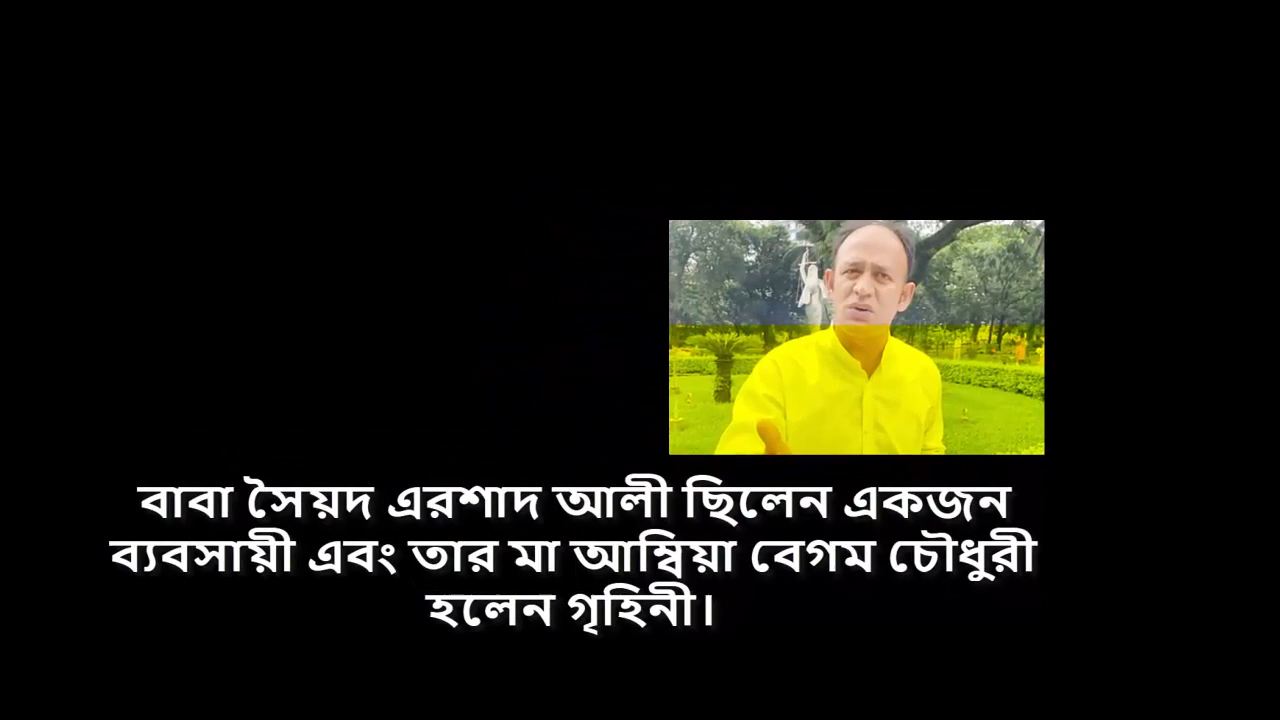 বাবা সৈয়দ এরশাদ আলী ছিলেন একজন
ব্যবসায়ী এবং তার মা আম্বিয়া বেগম চৌধুরী
হলেন গৃহিনী।